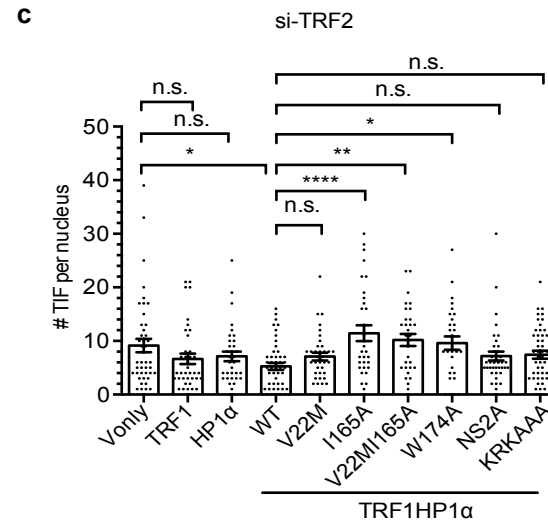 c
si-TRF2
n.s.
n.s.
n.s.
n.s.
*
*
**
****
n.s.
# TIF per nucleus
50
40
30
20
10
0
Vonly
TRF1
HP1α
WT
V22M
I165A
V22MI165A
W174A
NS2A
KRKAAA
TRF1HP1α